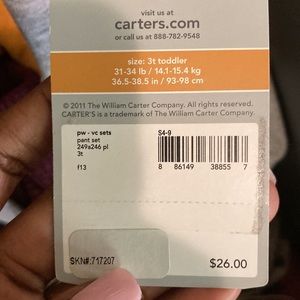 visit us at
carters.com
or call us at 888-782-9548
size: 3t toddler
31-34 lb / 14.1-15.4 kg
36.5-38.5 in / 93-98 cm
© 2011 The William Carter Company. All rights reserved.
CARTER'S is a trademark of The William Carter Company.
pw - vc sets
pant set
249a246 pl
3t
f13
S4-9
8 86149 38855 7
SKN#:717207
$26.00